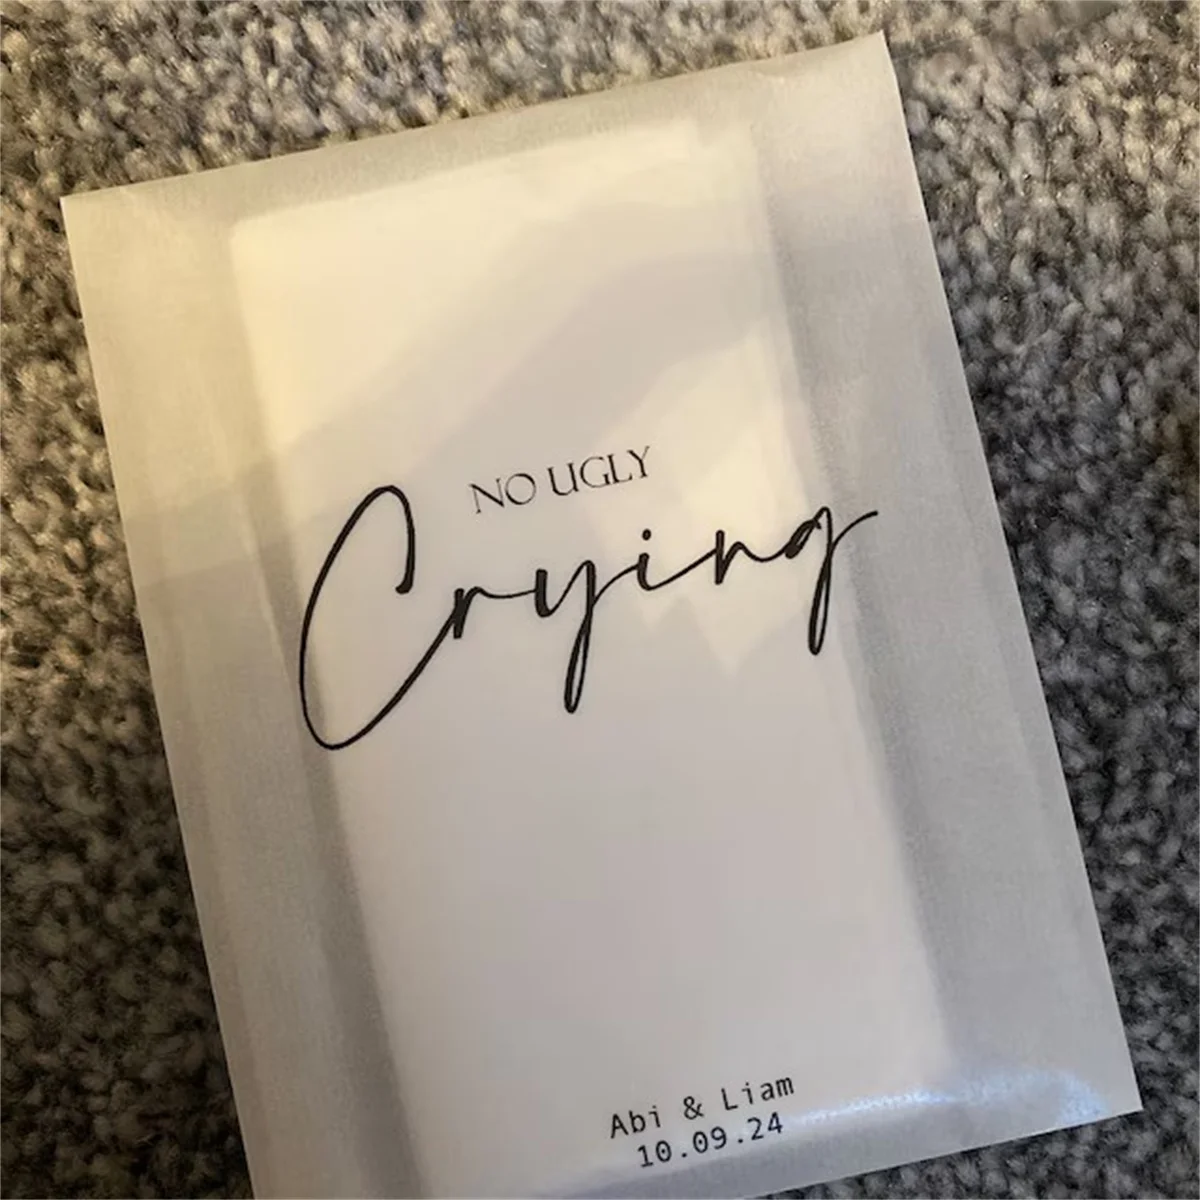 NO UGLY
Crying
Abi & Liam
10.09.24